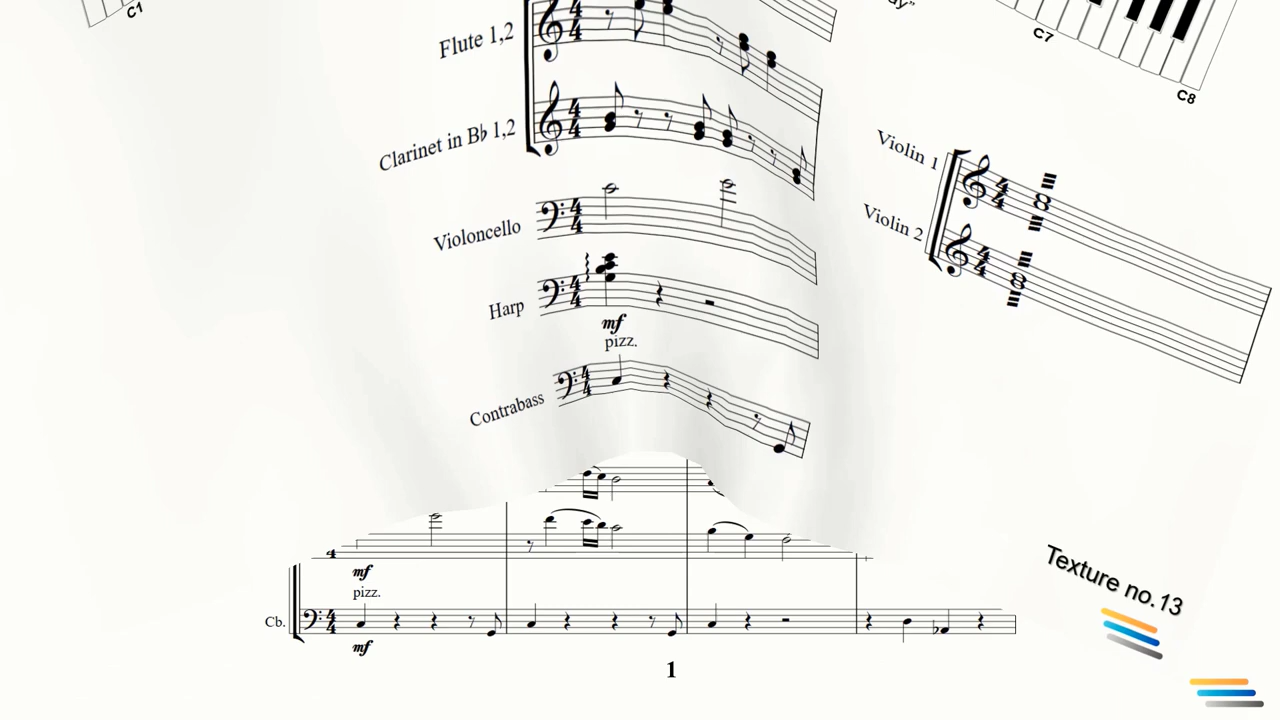 C1
C7
C8
Flute 1,2
Clarinet in B♭ 1,2
Violin 1
Violin 2
Violoncello
Harp
mf
pizz.
Contrabass
mf
pizz.
Cb.
mf
1
Texture no.13